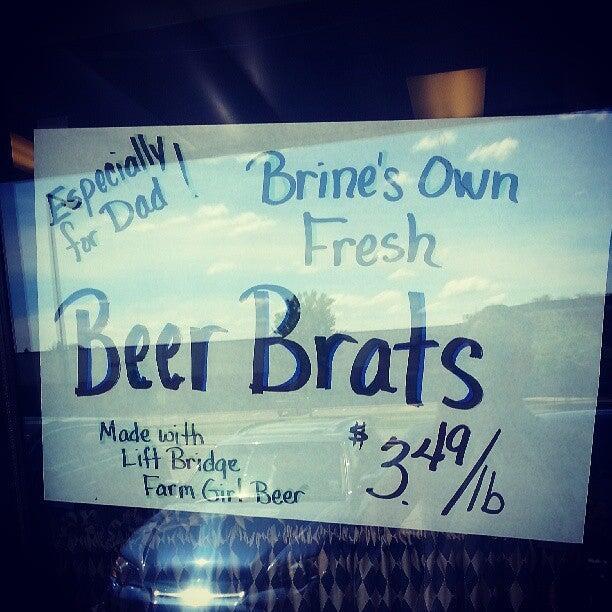 Especially
for Dad!
Brine's Own
Fresh
Beer Brats
Made with
Lift Bridge
Farm Girl Beer
$3.49/lb